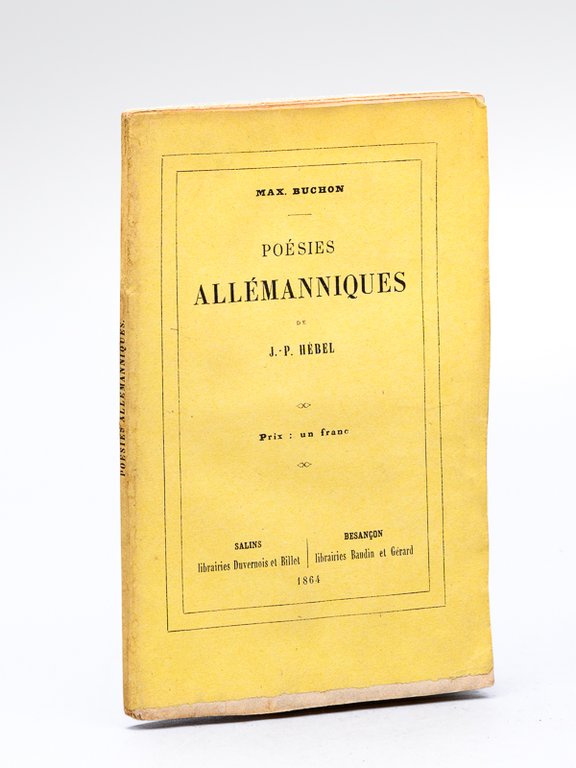 MAX. BUCHON
POÉSIES
ALLÉMANNIQUES
DE
J.-P. HÉBEL
Prix : un franc
SALINS
librairies Duvernois et Billet
BESANÇON
librairies Baudin et Gérard
1864
POÉSIES ALLÉMANNIQUES.